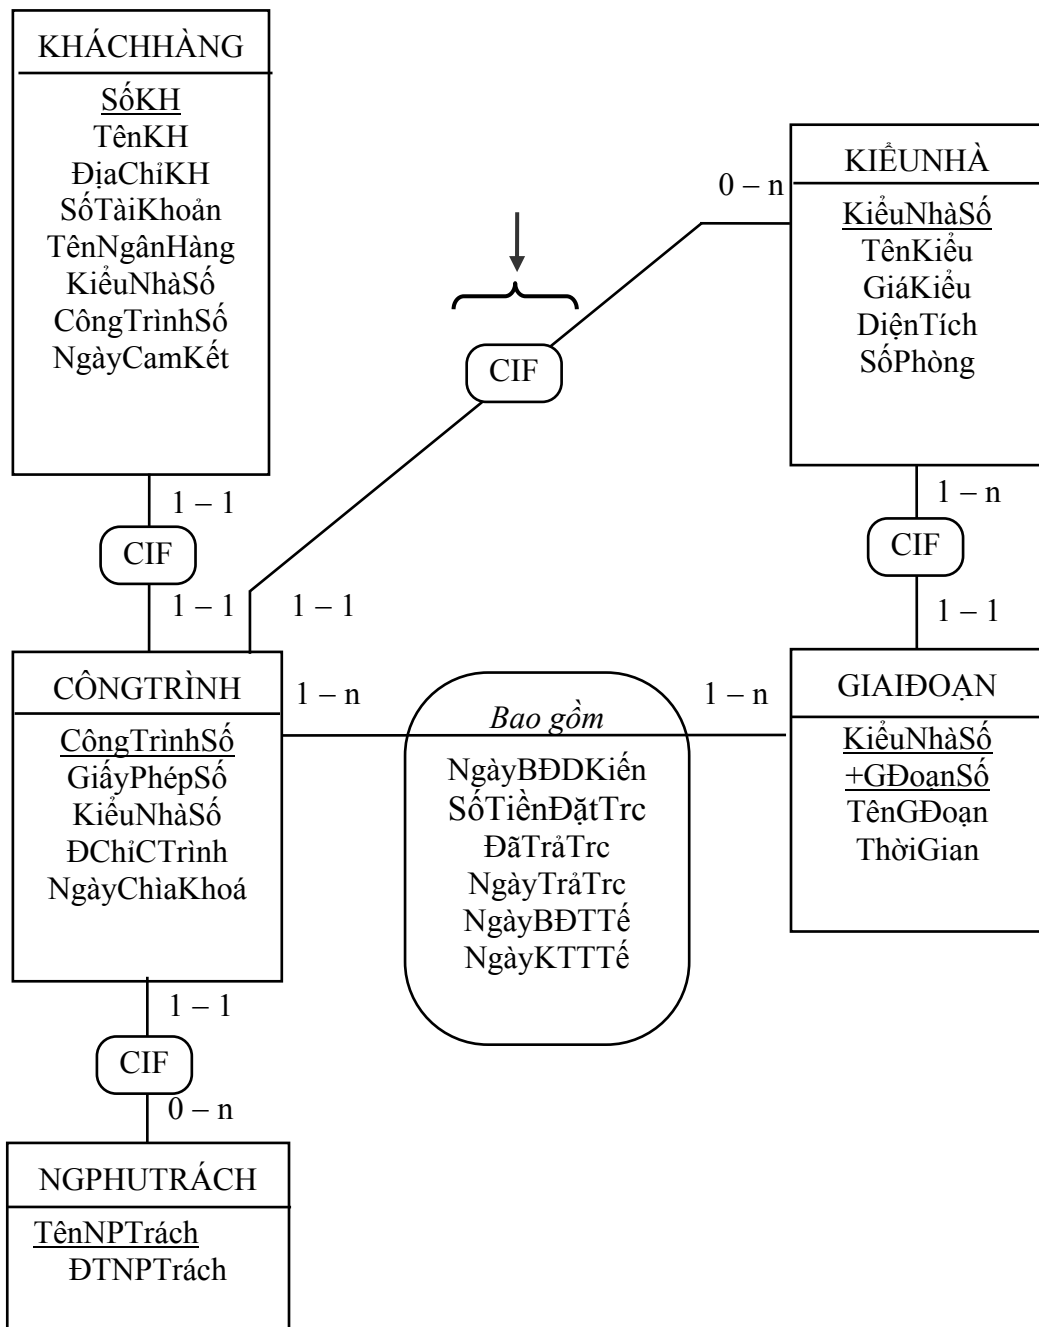 KHÁCHHÀNG
SốKH
TênKH
ĐịaChỉKH
SốTàiKhoản
TênNgânHàng
KiểuNhàSố
CôngTrìnhSố
NgàyCamKết
KIỂUNHÀ
KiểuNhàSố
TênKiểu
GiáKiểu
DiệnTích
SốPhòng
0 – n
CIF
1 – 1
CIF
1 – 1
1 – 1
1 – n
CIF
1 – 1
CÔNGTRÌNH
CôngTrìnhSố
GiấyPhépSố
KiểuNhàSố
ĐChỉCTrình
NgàyChìaKhoá
1 – n
Bao gồm
NgàyBĐDKiến
SốTiềnĐặtTrc
ĐãTrảTrc
NgàyTrảTrc
NgàyBĐTTế
NgàyKTTTế
1 – n
GIAIĐOẠN
KiểuNhàSố
+GĐoạnSố
TênGĐoạn
ThờiGian
1 – 1
CIF
0 – n
NGPHUTRÁCH
TênNPTrách
ĐTNPTrách